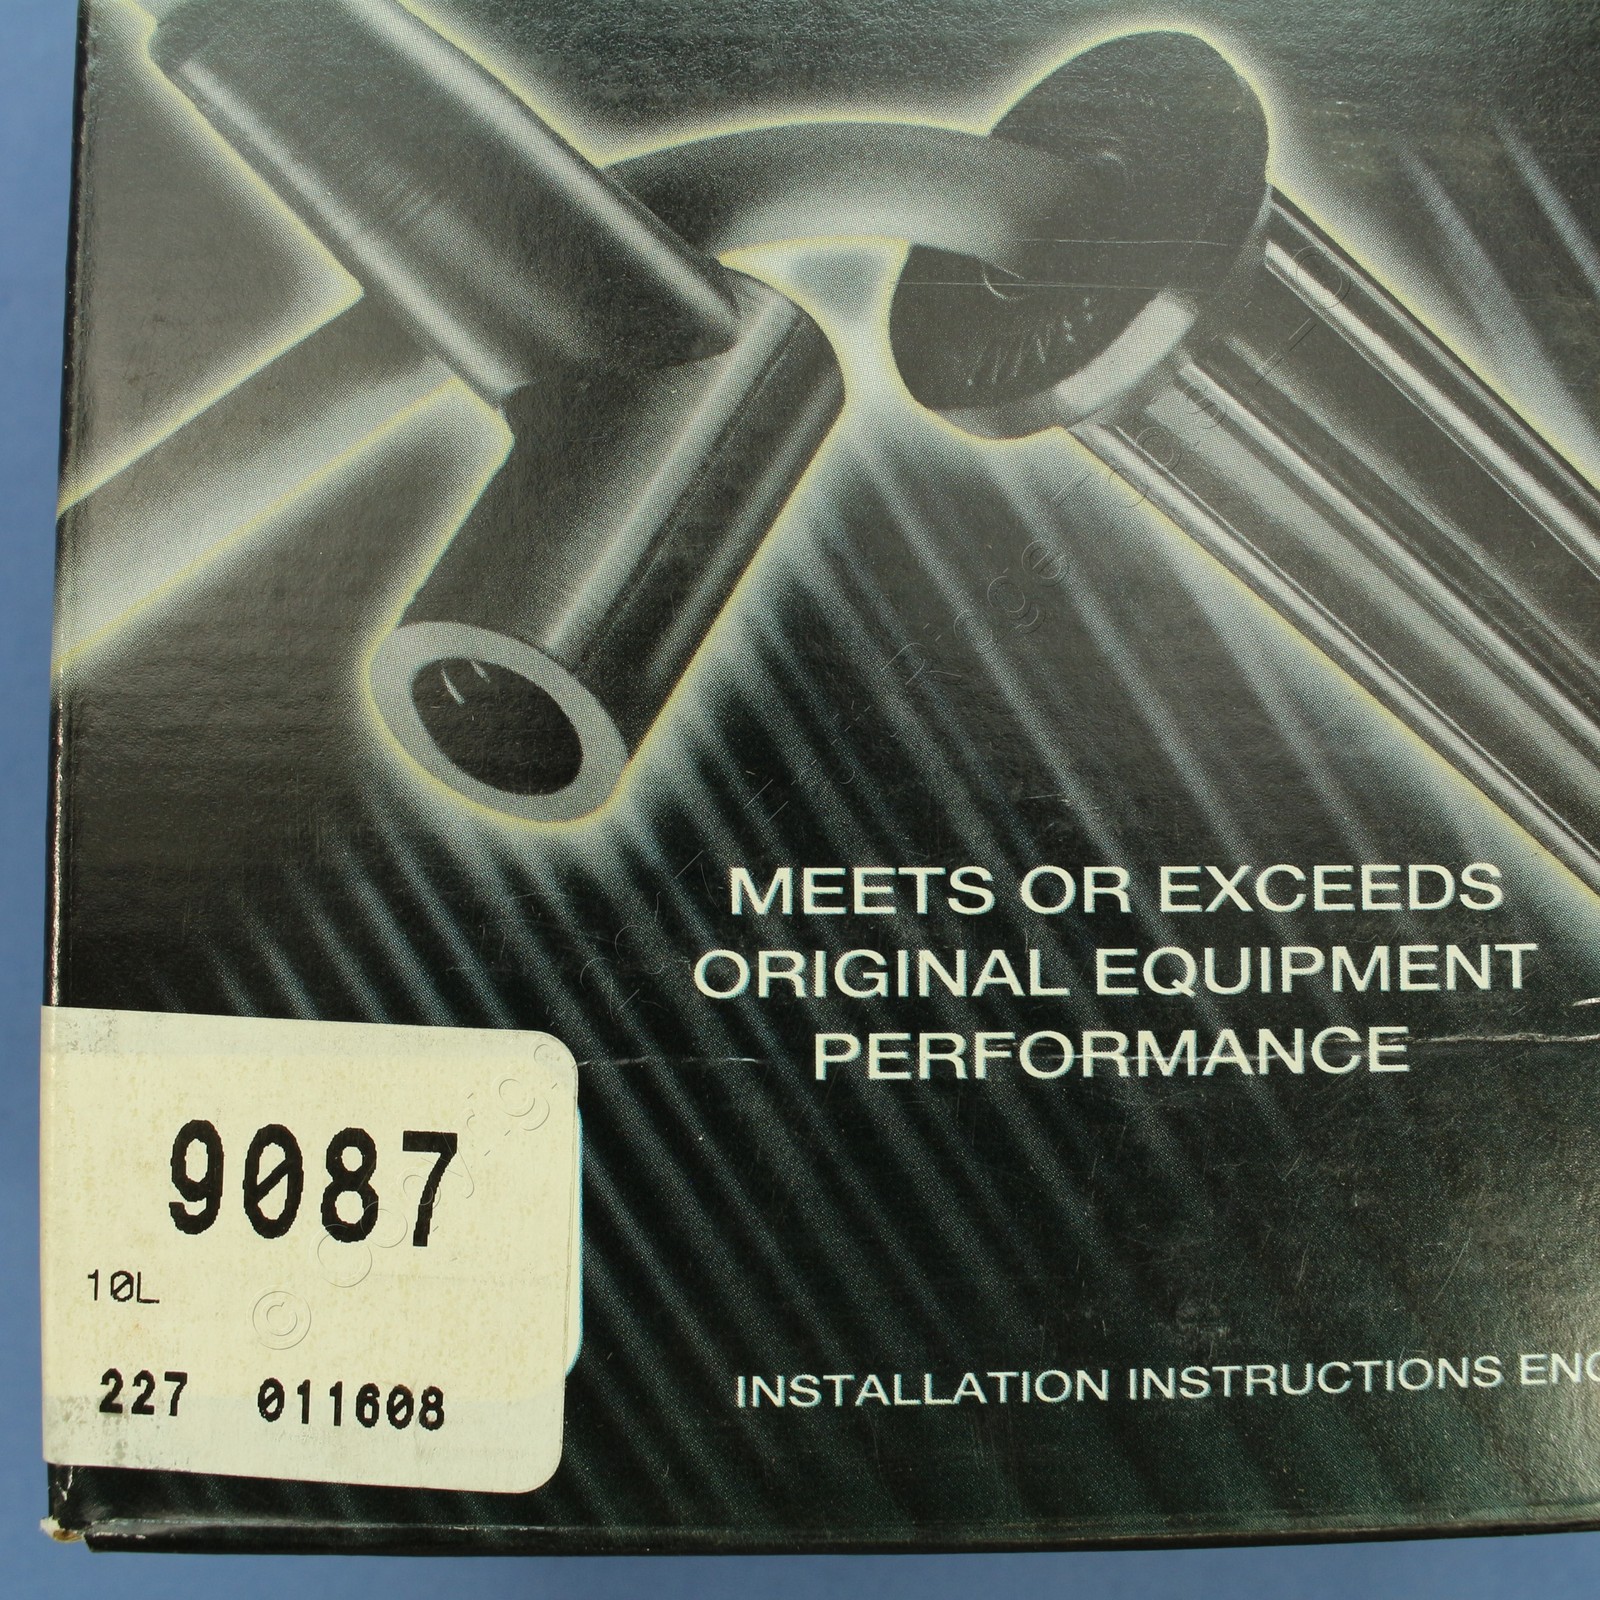 MEETS OR EXCEEDS
ORIGINAL EQUIPMENT
PERFORMANCE
9087
10L
227 011608
INSTALLATION INSTRUCTIONS